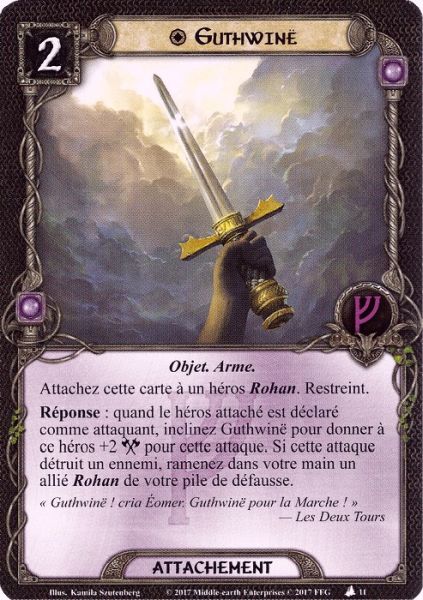 2
GUTHWINË
Objet. Arme.
Attachez cette carte à un héros Rohan. Restreint.
Réponse : quand le héros attaché est déclaré
comme attaquant, inclinez Guthwinë pour donner à
ce héros +2 pour cette attaque. Si cette attaque
détruit un ennemi, ramenez dans votre main un
allié Rohan de votre pile de défausse.
« Guthwinë ! cria Éomer. Guthwinë pour la Marche ! »
— Les Deux Tours
ATTACHEMENT
Illus. Kamila Szutenberg © 2017 Middle-earth Enterprises © 2017 FFG 11